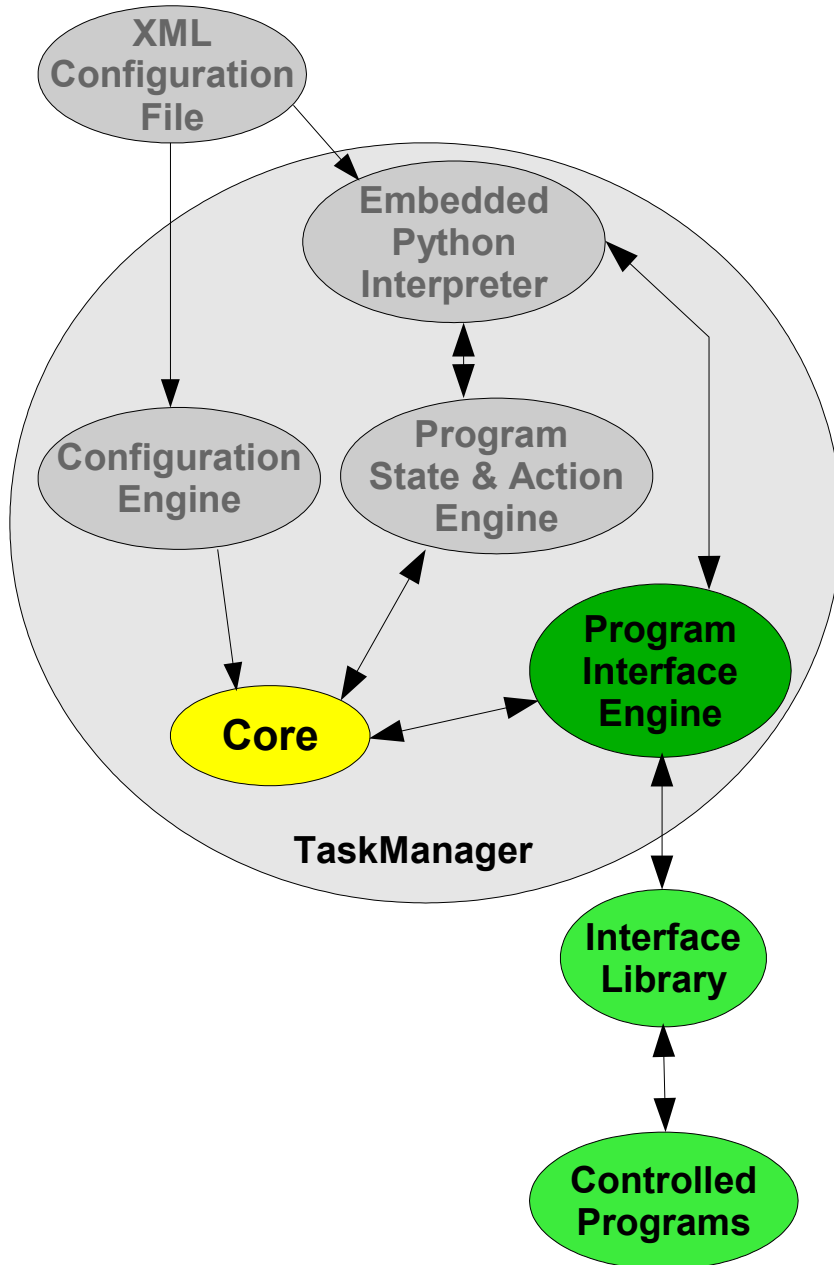 XML
Configuration
File
Embedded
Python
Interpreter
Configuration
Engine
Program
State & Action
Engine
Program
Interface
Engine
Core
TaskManager
Interface
Library
Controlled
Programs